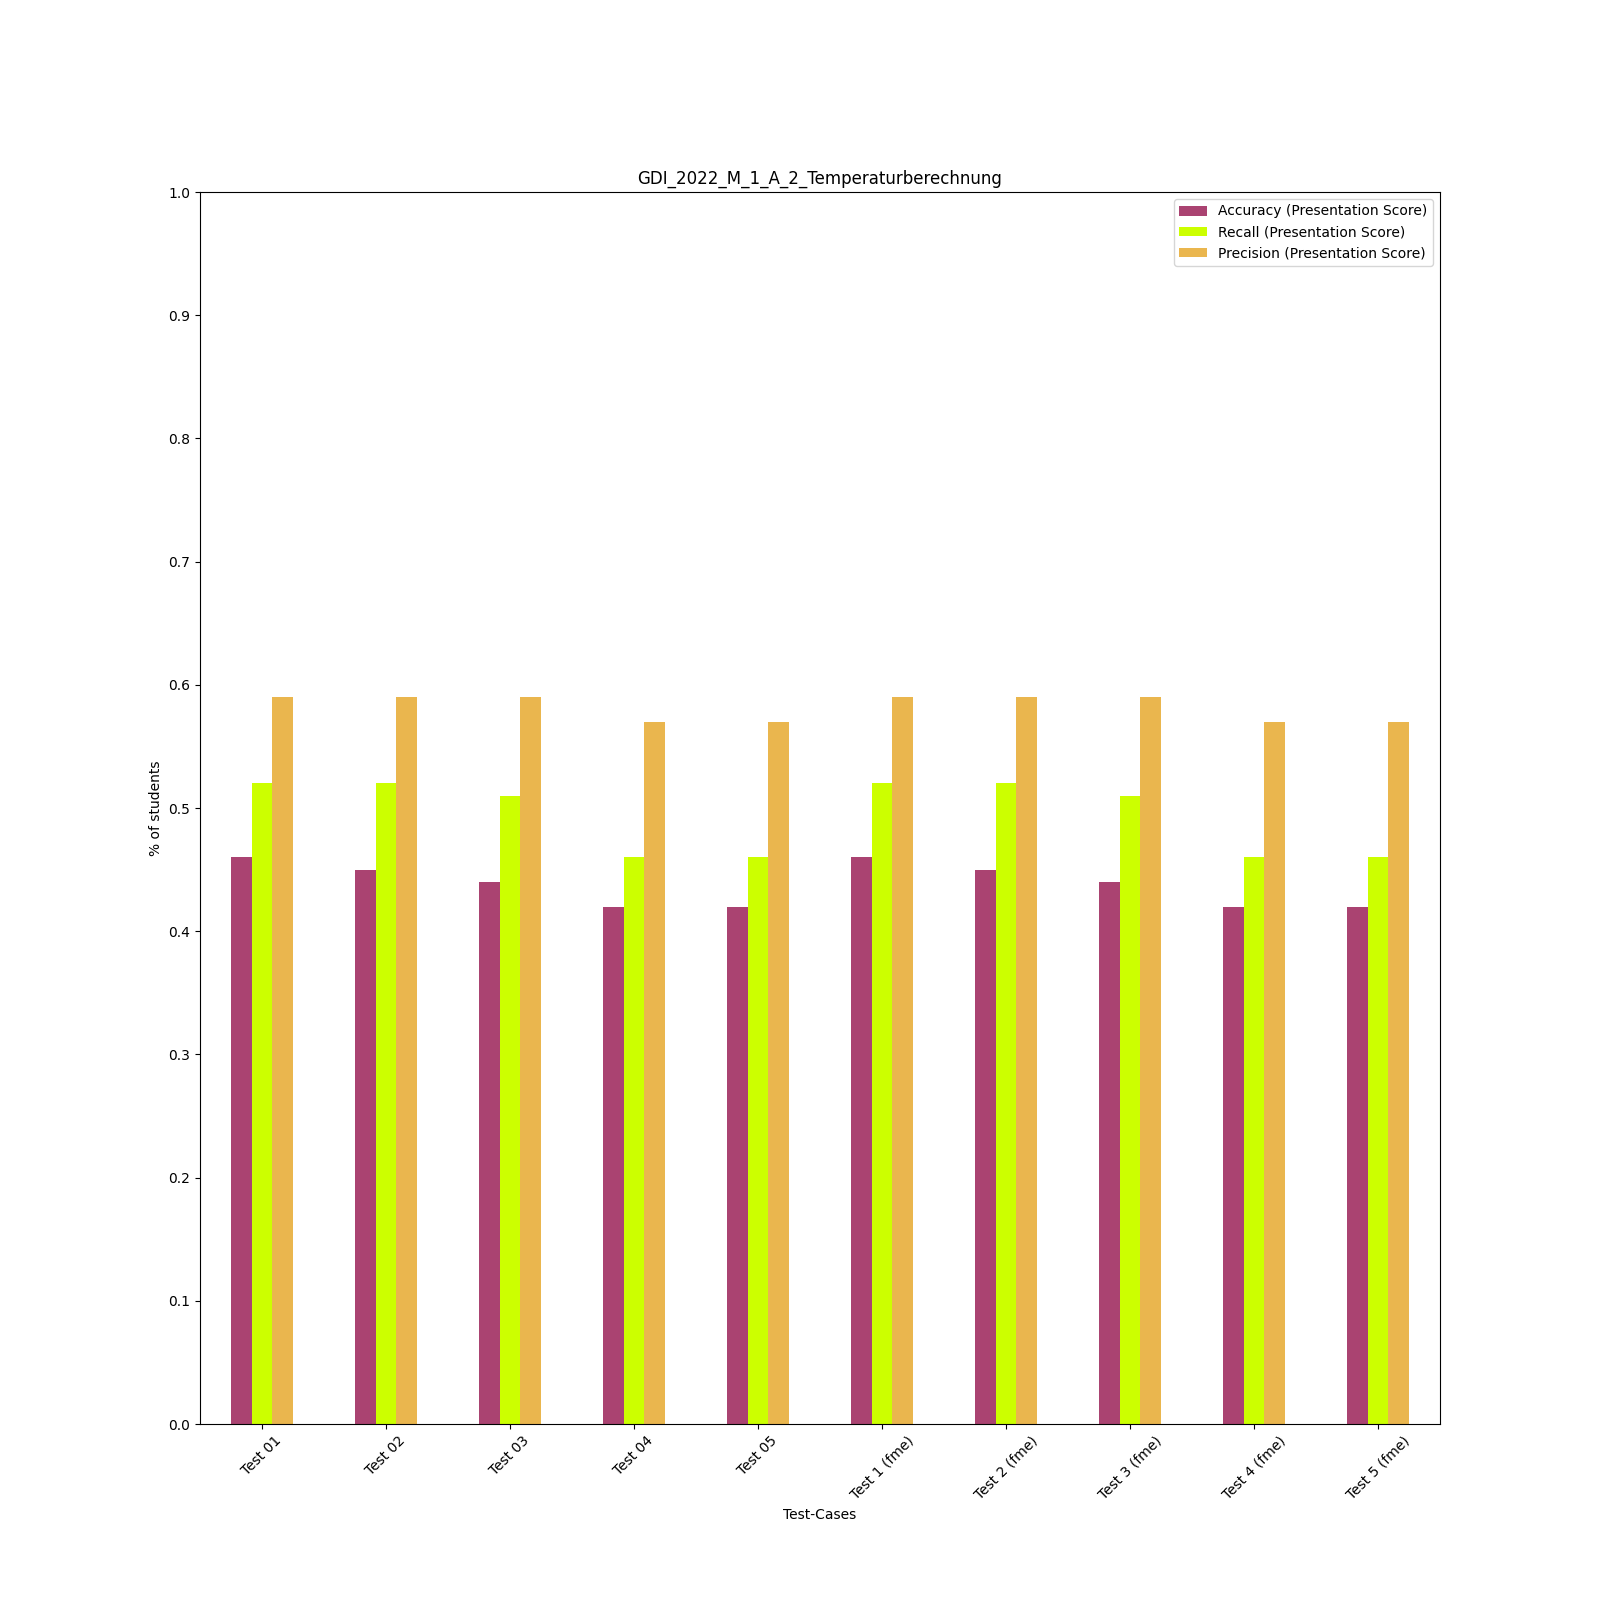 GDI_2022_M_1_A_2_Temperaturberechnung
Accuracy (Presentation Score)
Recall (Presentation Score)
Precision (Presentation Score)
% of students
1.0
0.9
0.8
0.7
0.6
0.5
0.4
0.3
0.2
0.1
0.0
Test 01
Test 02
Test 03
Test 04
Test 05
Test 1 (fme)
Test 2 (fme)
Test 3 (fme)
Test 4 (fme)
Test 5 (fme)
Test-Cases